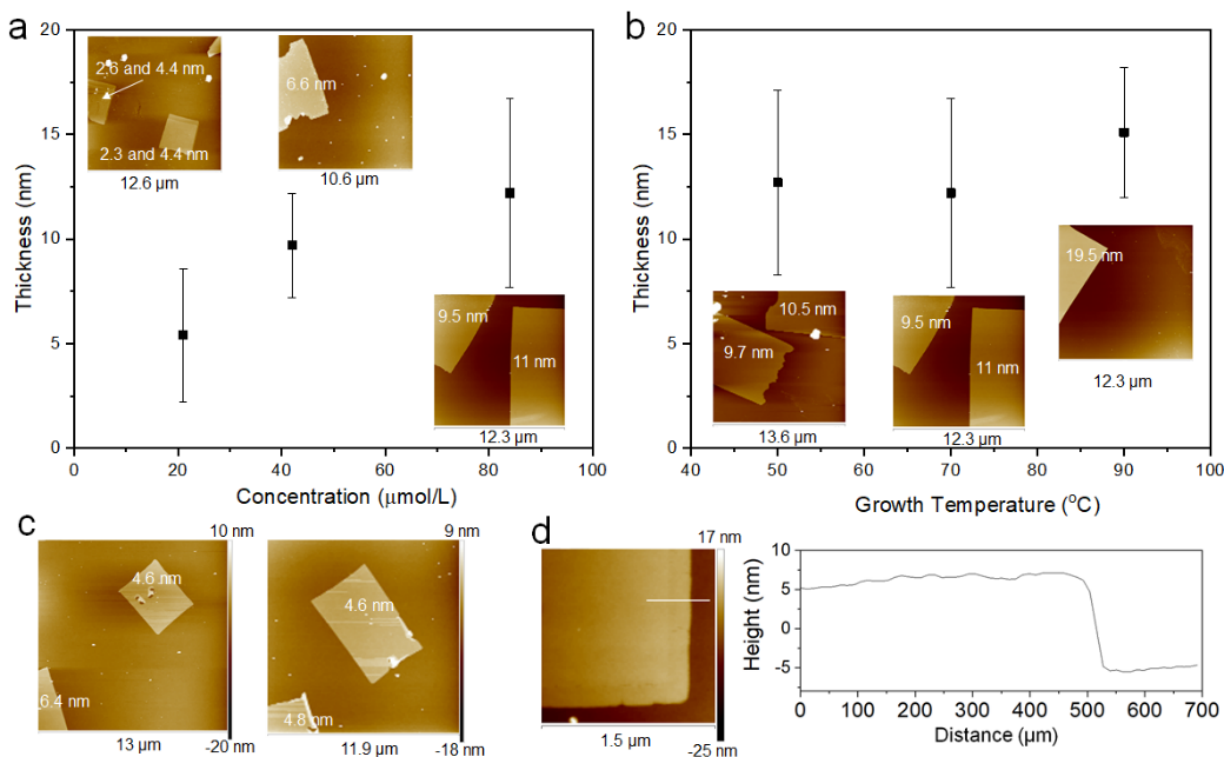 a
20
15
10
5
0
Thickness (nm)
2.6 and 4.4 nm
2.3 and 4.4 nm
12.6 µm
6.6 nm
10.6 µm
9.5 nm
11 nm
12.3 µm
0 20 40 60 80 100
Concentration (µmol/L)
b
20
15
10
5
0
Thickness (nm)
10.5 nm
9.7 nm
13.6 µm
9.5 nm
11 nm
12.3 µm
19.5 nm
12.3 µm
40 50 60 70 80 90 100
Growth Temperature (°C)
c
10 nm
4.6 nm
6.4 nm
13 µm
-20 nm
9 nm
4.6 nm
4.8 nm
11.9 µm
-18 nm
d
17 nm
1.5 µm
-25 nm
Height (nm)
10
5
0
-5
0 100 200 300 400 500 600 700
Distance (µm)